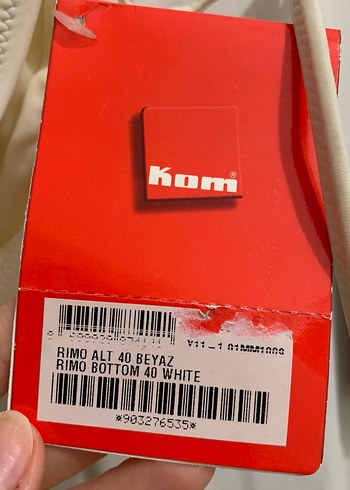 Kom®
RIMO ALT 40 BEYAZ
RIMO BOTTOM 40 WHITE
*903276535*